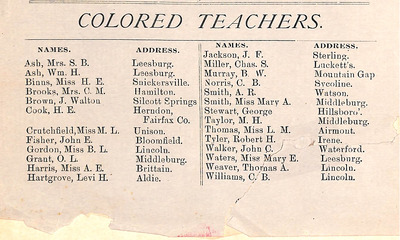 COLORED TEACHERS.
NAMES. ADDRESS.
Ash, Mrs. S. B. Leesburg.
Ash, Wm. H. Leesburg.
Binns, Miss H. E. Snickersville.
Brooks, Mrs. C. M. Hamilton.
Brown, J. Walton Silcott Springs
Cook, H. E. Herndon,
Fairfax Co.
Crutchfield, Miss M. L. Unison.
Fisher, John E. Bloomfield.
Gordon, Miss B. L. Lincoln.
Grant, O. L. Middleburg.
Harris, Miss A. E. Brittain.
Hartgrove, Levi H. Aldie.
NAMES. ADDRESS.
Jackson, J. F. Sterling.
Miller, Chas. S. Luckett's.
Murray, B. W. Mountain Gap
Norris, C. B. Sycoline.
Smith, A. R. Watson.
Smith, Miss Mary A. Middleburg.
Stewart, George Hillsboro'.
Taylor, M. H. Middleburg.
Thomas, Miss L. M. Airmont.
Tyler, Robert H. Irene.
Walker, John C. Waterford.
Waters, Miss Mary E. Leesburg.
Weaver, Thomas A. Lincoln.
Williams, C. B. Lincoln.